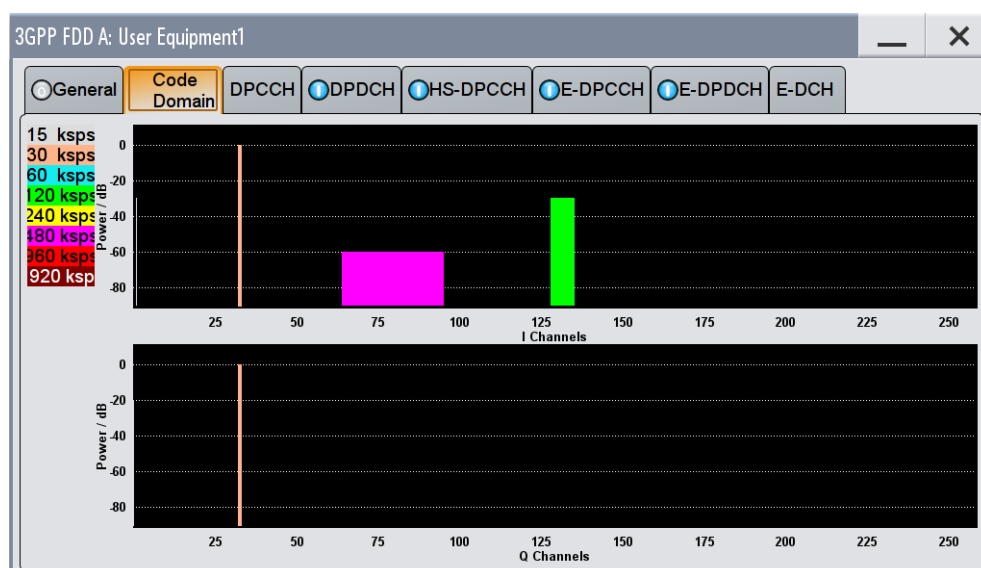 3GPP FDD A: User Equipment1
General
Code
Domain
DPCCH
DPDCH
HS-DPCCH
E-DPCCH
E-DPDCH
E-DCH
15 ksps
30 ksps
60 ksps
120 ksps
240 ksps
480 ksps
960 ksps
920 ksp
Power / dB
0
-20
-40
-60
-80
25 50 75 100 125 150 175 200 225 250
I Channels
Power / dB
0
-20
-40
-60
-80
25 50 75 100 125 150 175 200 225 250
Q Channels